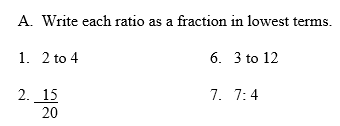 A. Write each ratio as a fraction in lowest terms.
1. 2 to 4
6. 3 to 12
2. 15
20
7. 7: 4